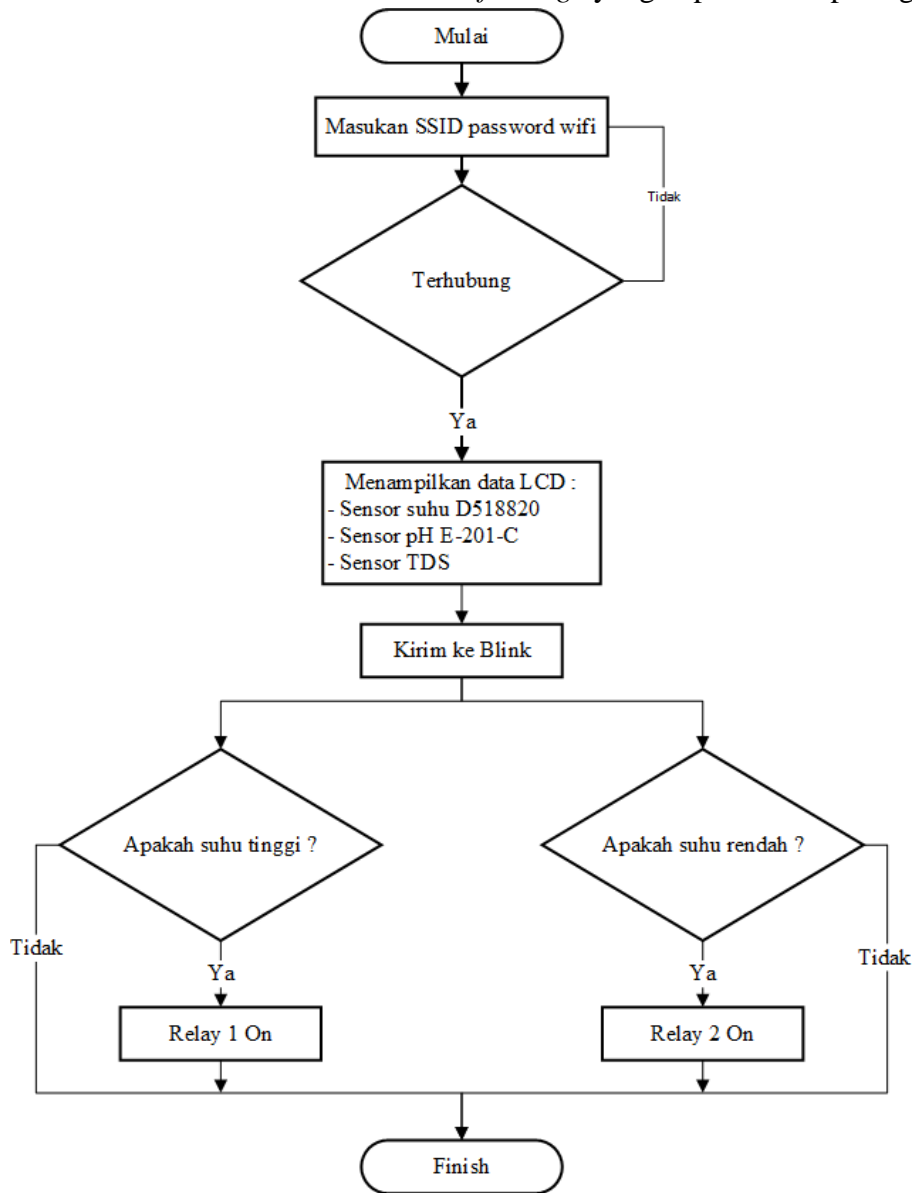 Mulai
Masukan SSID password wifi
Tidak
Terhubung
Ya
Menampilkan data LCD :
- Sensor suhu D518820
- Sensor pH E-201-C
- Sensor TDS
Kirim ke Blink
Apakah suhu tinggi ?
Apakah suhu rendah ?
Tidak
Tidak
Ya
Ya
Relay 1 On
Relay 2 On
Finish